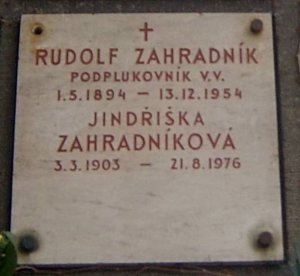 RUDOLF ZAHRADNÍK
PODPLUKOVNÍK V.V.
1.5.1894 – 13.12.1954
JINDŘIŠKA
ZAHRADNÍKOVÁ
3.3.1903 – 21.8.1976